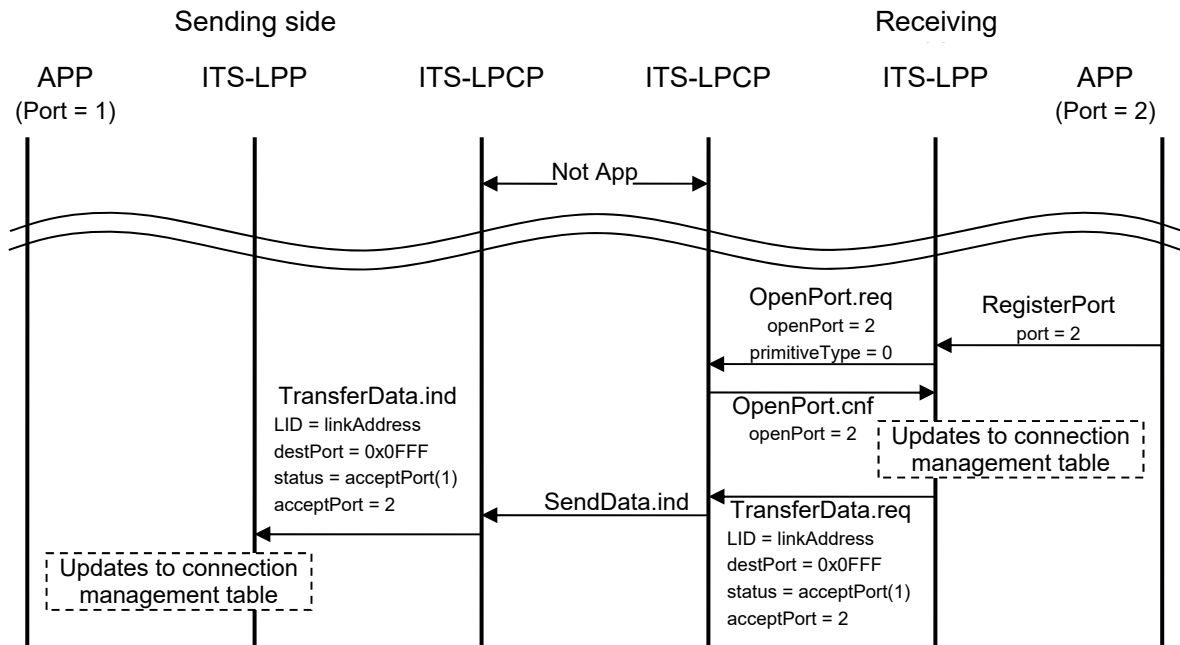 Sending side
Receiving
APP
(Port = 1)
ITS-LPP
ITS-LPCP
ITS-LPCP
ITS-LPP
APP
(Port = 2)
Not App
OpenPort.req
openPort = 2
primitiveType = 0
RegisterPort
port = 2
TransferData.ind
LID = linkAddress
destPort = 0x0FFF
status = acceptPort(1)
acceptPort = 2
OpenPort.cnf
openPort = 2
Updates to connection
management table
SendData.ind
TransferData.req
LID = linkAddress
destPort = 0x0FFF
status = acceptPort(1)
acceptPort = 2
Updates to connection
management table